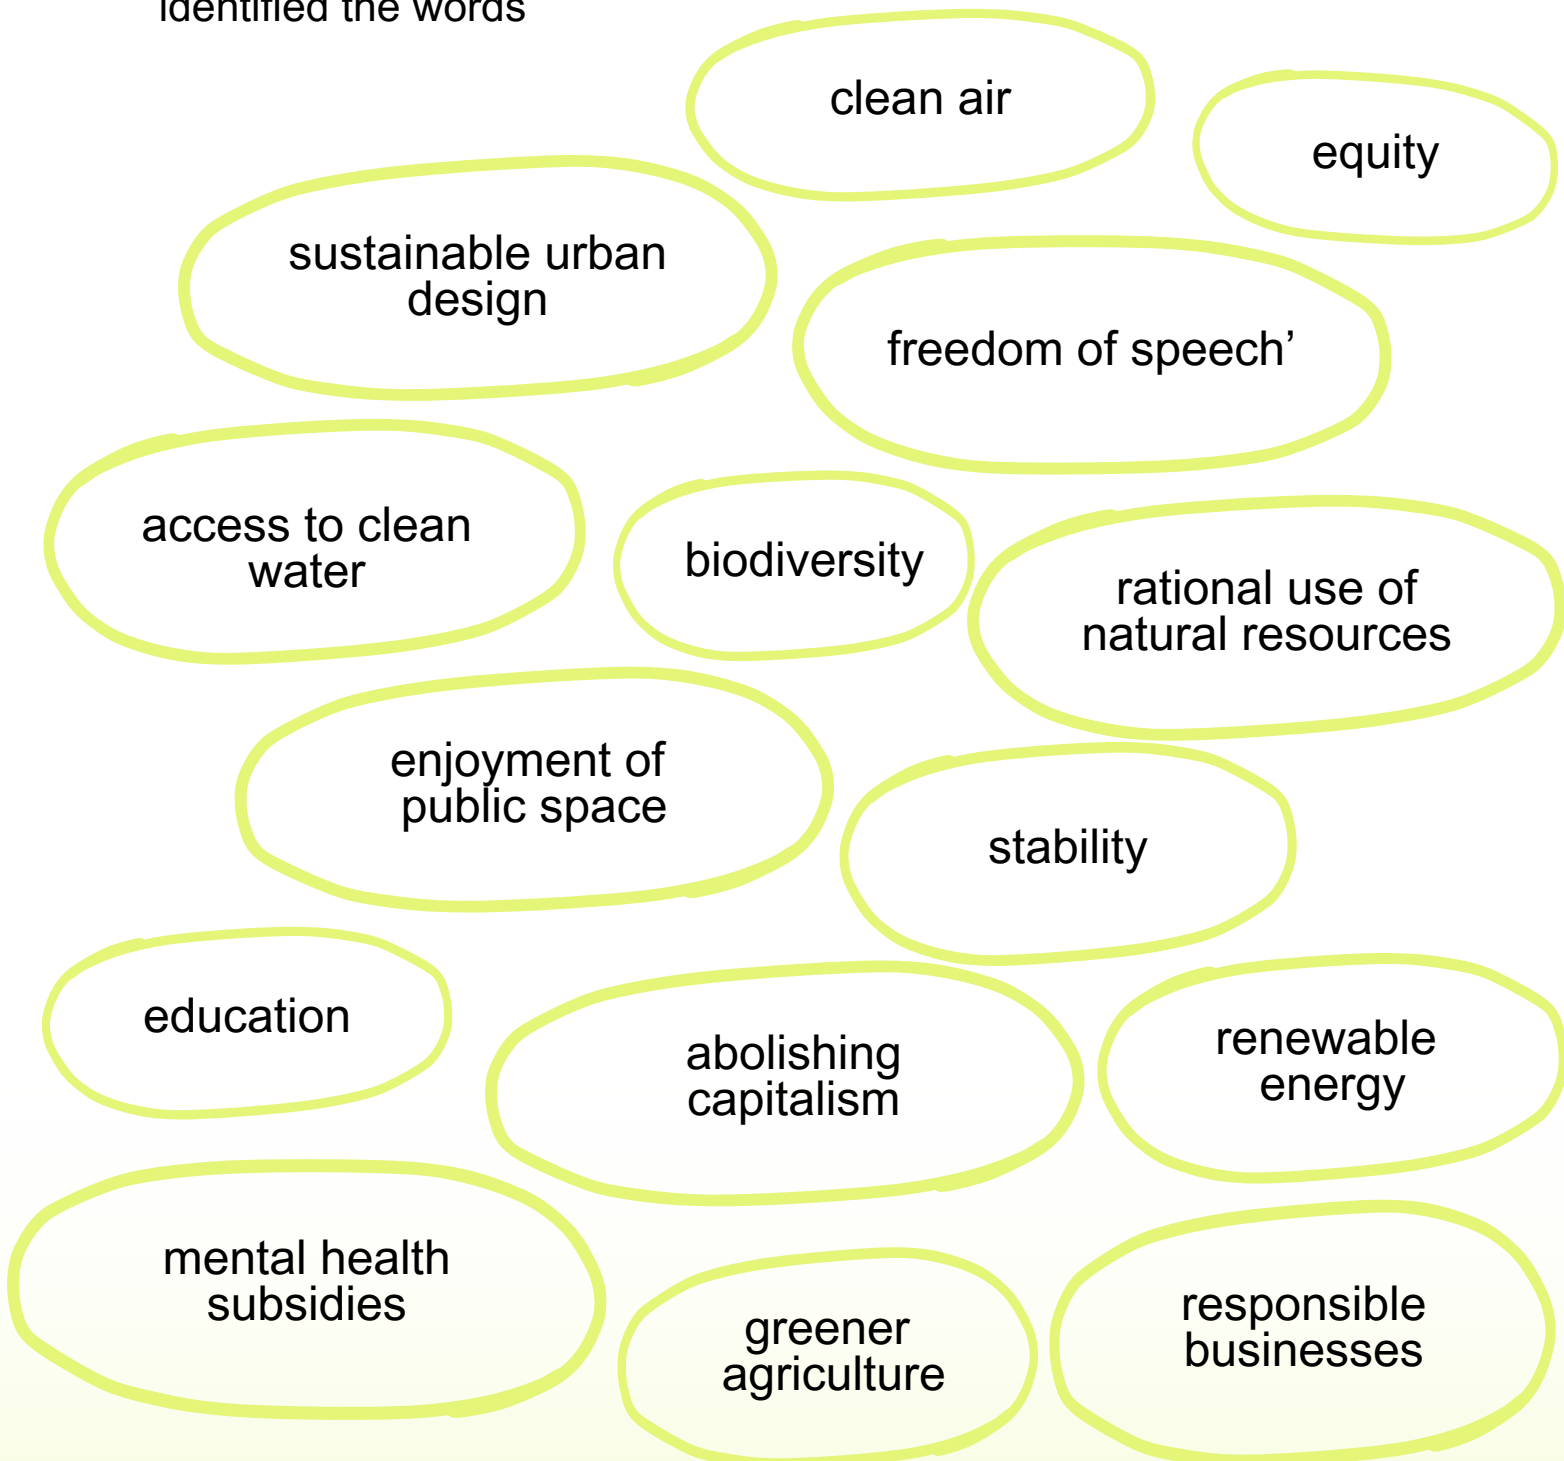 identified the words
clean air
equity
sustainable urban
design
freedom of speech’
access to clean
water
biodiversity
rational use of
natural resources
enjoyment of
public space
stability
education
abolishing
capitalism
renewable
energy
mental health
subsidies
greener
agriculture
responsible
businesses